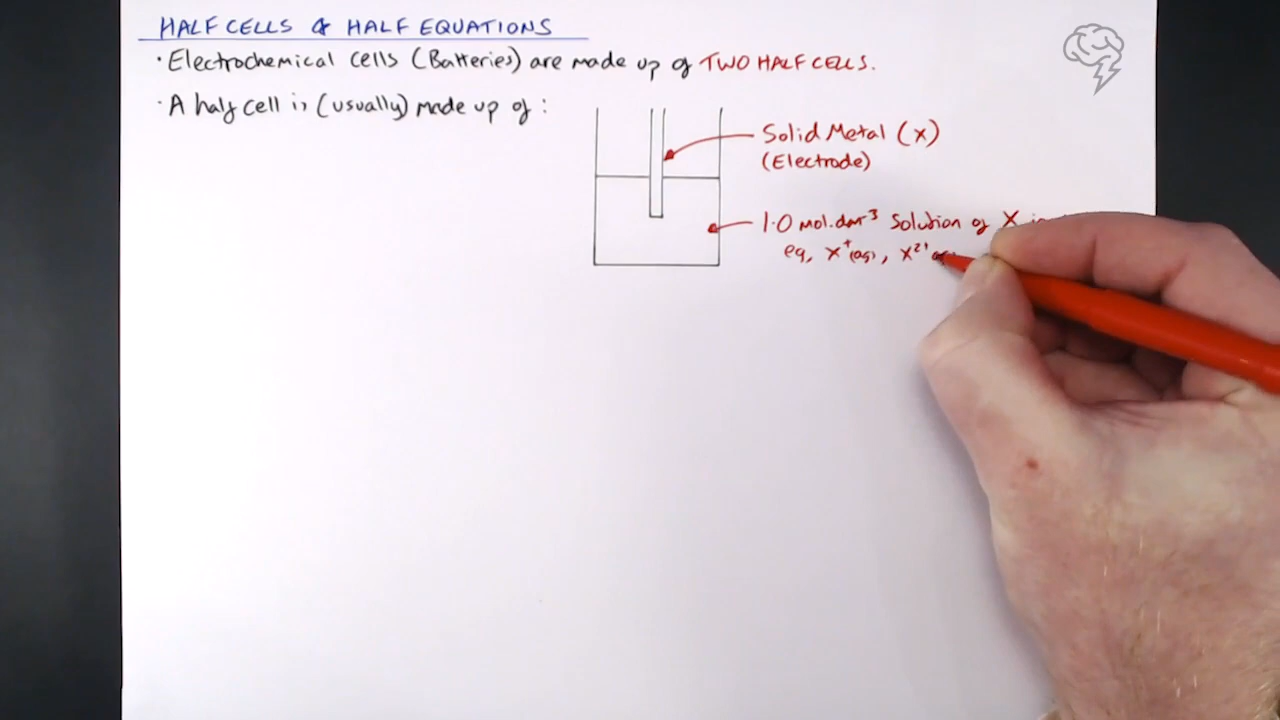 HALF CELLS & HALF EQUATIONS
· Electrochemical cells (Batteries) are made up of TWO HALF CELLS.
· A half cell is (usually) made up of :
Solid Metal (X)
(Electrode)
1.0 mol.dm⁻³ Solution of X
eg, X⁺(aq), X²⁺